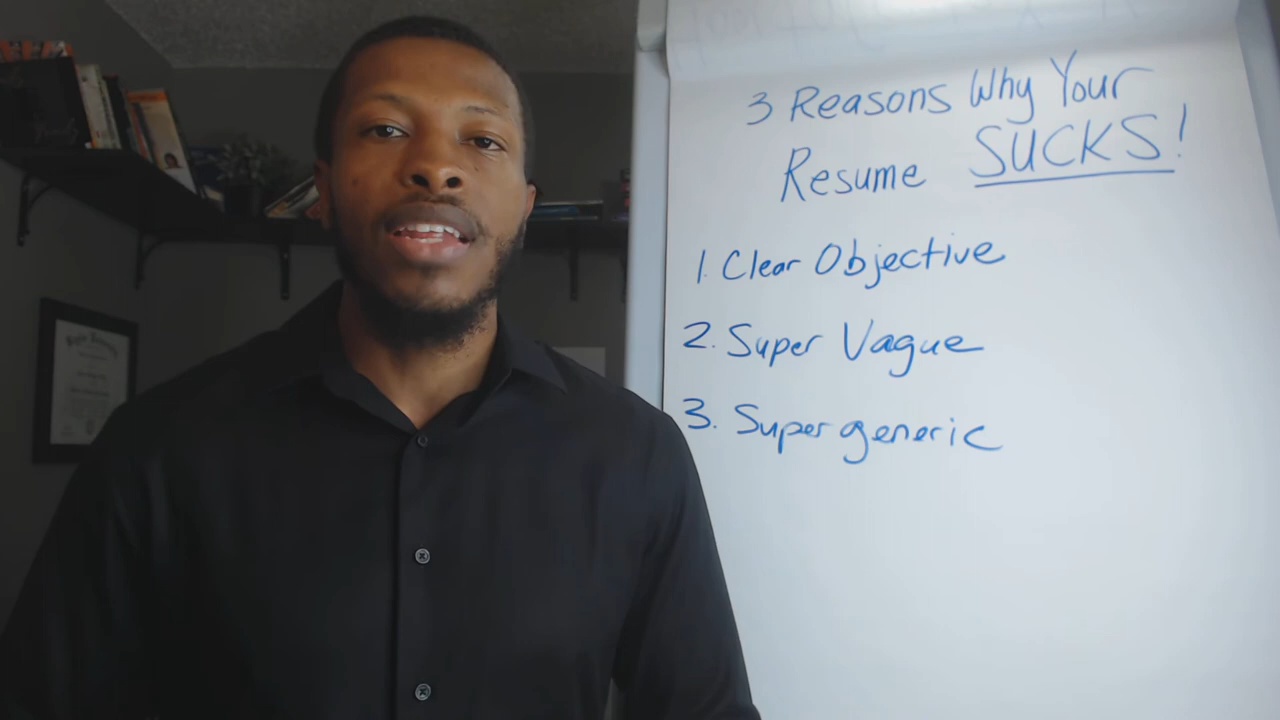 3 Reasons Why Your
Resume SUCKS!
1. Clear Objective
2. Super Vague
3. Super generic